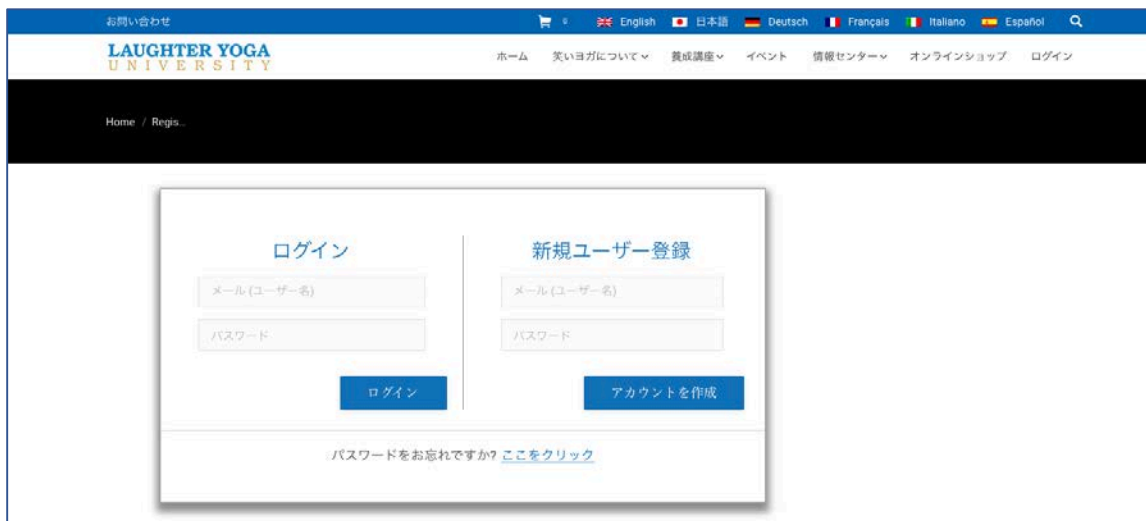 お問い合わせ
0 English 日本語 Deutsch Français Italiano Español
LAUGHTER YOGA
UNIVERSITY
ホーム 笑いヨガについて 養成講座 イベント 情報センター オンラインショップ ログイン
Home / Regis...
ログイン
メール (ユーザー名)
パスワード
ログイン
新規ユーザー登録
メール (ユーザー名)
パスワード
アカウントを作成
パスワードをお忘れですか? ここをクリック